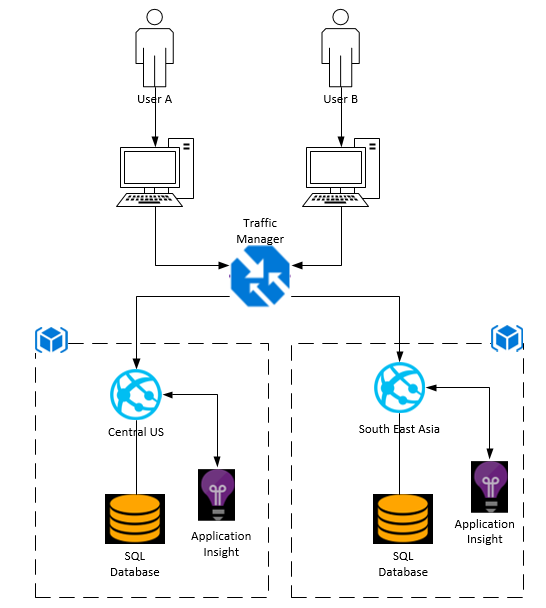 User A
User B
Traffic
Manager
Central US
South East Asia
Application
Insight
Application
Insight
SQL
Database
SQL
Database